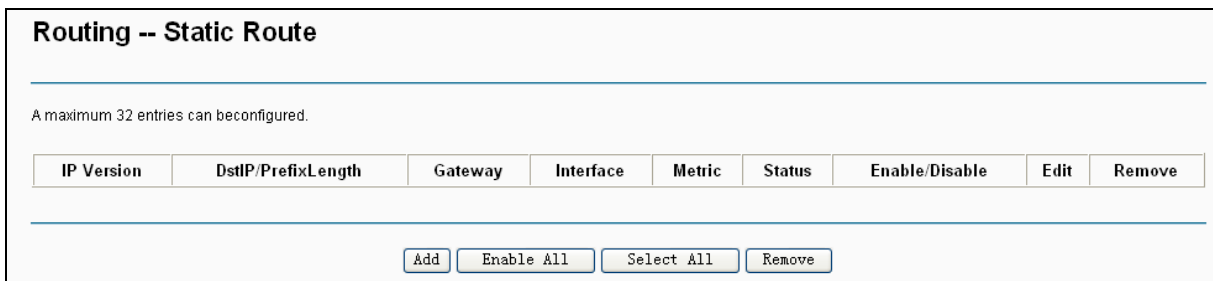 Routing -- Static Route
A maximum 32 entries can beconfigured.
IP Version DstIP/PrefixLength Gateway Interface Metric Status Enable/Disable Edit Remove
Add Enable All Select All Remove